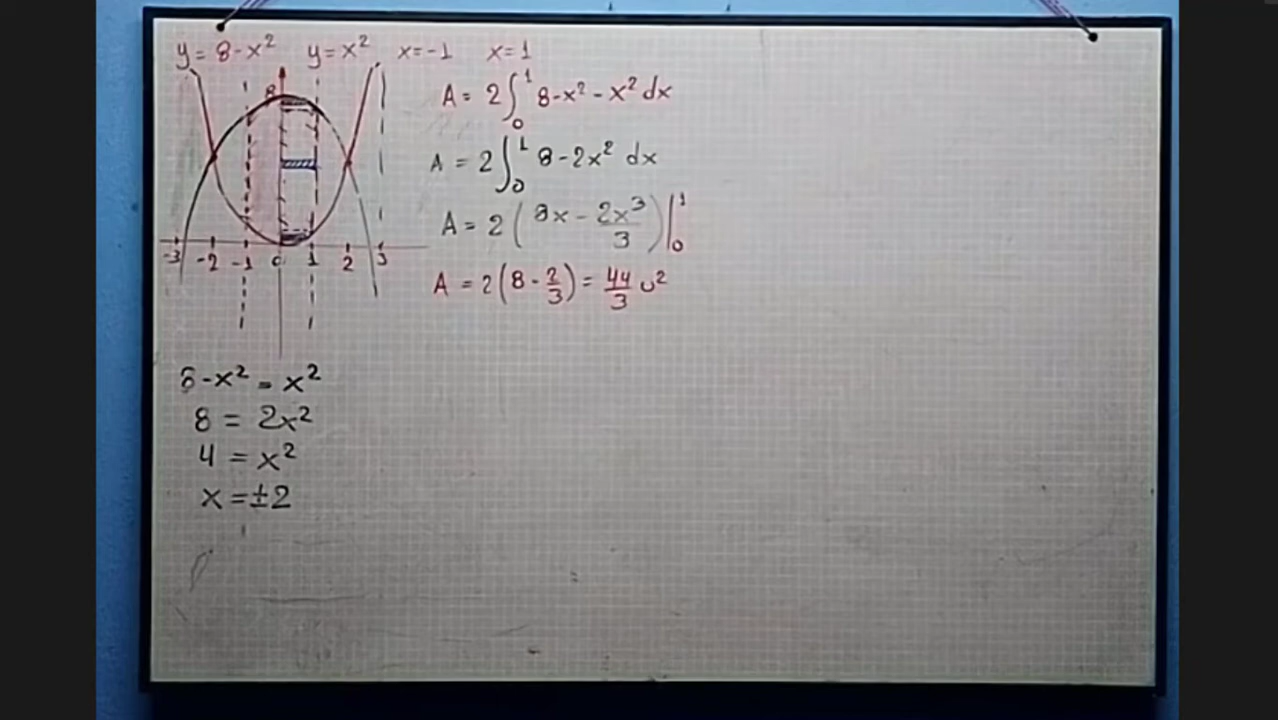 y = 8-x² y = x² x=-1 x=1
8
-3 -2 -1 0 1 2 3
A = 2∫₀¹ 8-x² - x² dx
A = 2∫₀¹ 8-2x² dx
A = 2(8x - 2x³/3)|₀¹
A = 2(8 - 2/3) = 44/3 u²
8-x² = x²
8 = 2x²
4 = x²
x = ±2